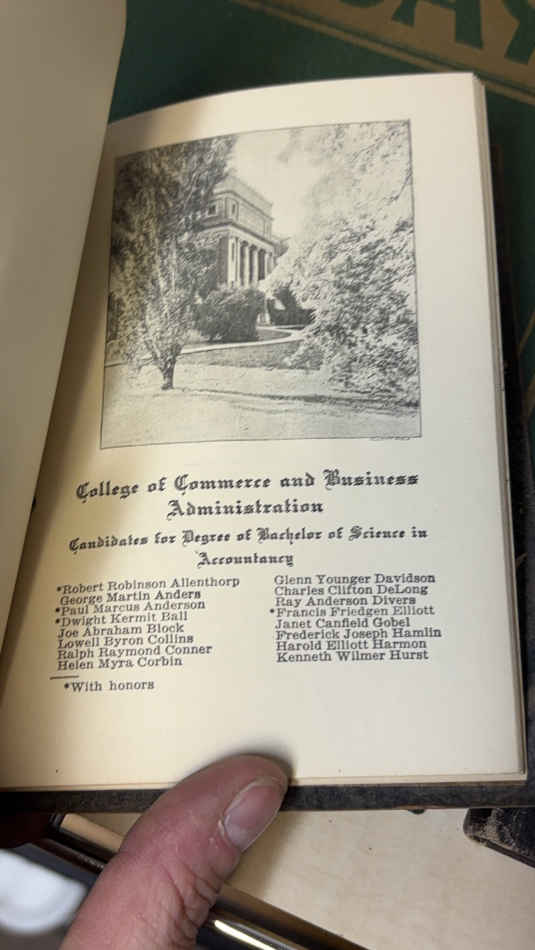 AY
College of Commerce and Business
Administration
Candidates for Degree of Bachelor of Science in
Accountancy
*Robert Robinson Allenthorp
George Martin Anders
*Paul Marcus Anderson
*Dwight Kermit Ball
Joe Abraham Block
Lowell Byron Collins
Ralph Raymond Conner
Helen Myra Corbin
Glenn Younger Davidson
Charles Clifton DeLong
Ray Anderson Divers
*Francis Friedgen Elliott
Janet Canfield Gobel
Frederick Joseph Hamlin
Harold Elliott Harmon
Kenneth Wilmer Hurst
*With honors